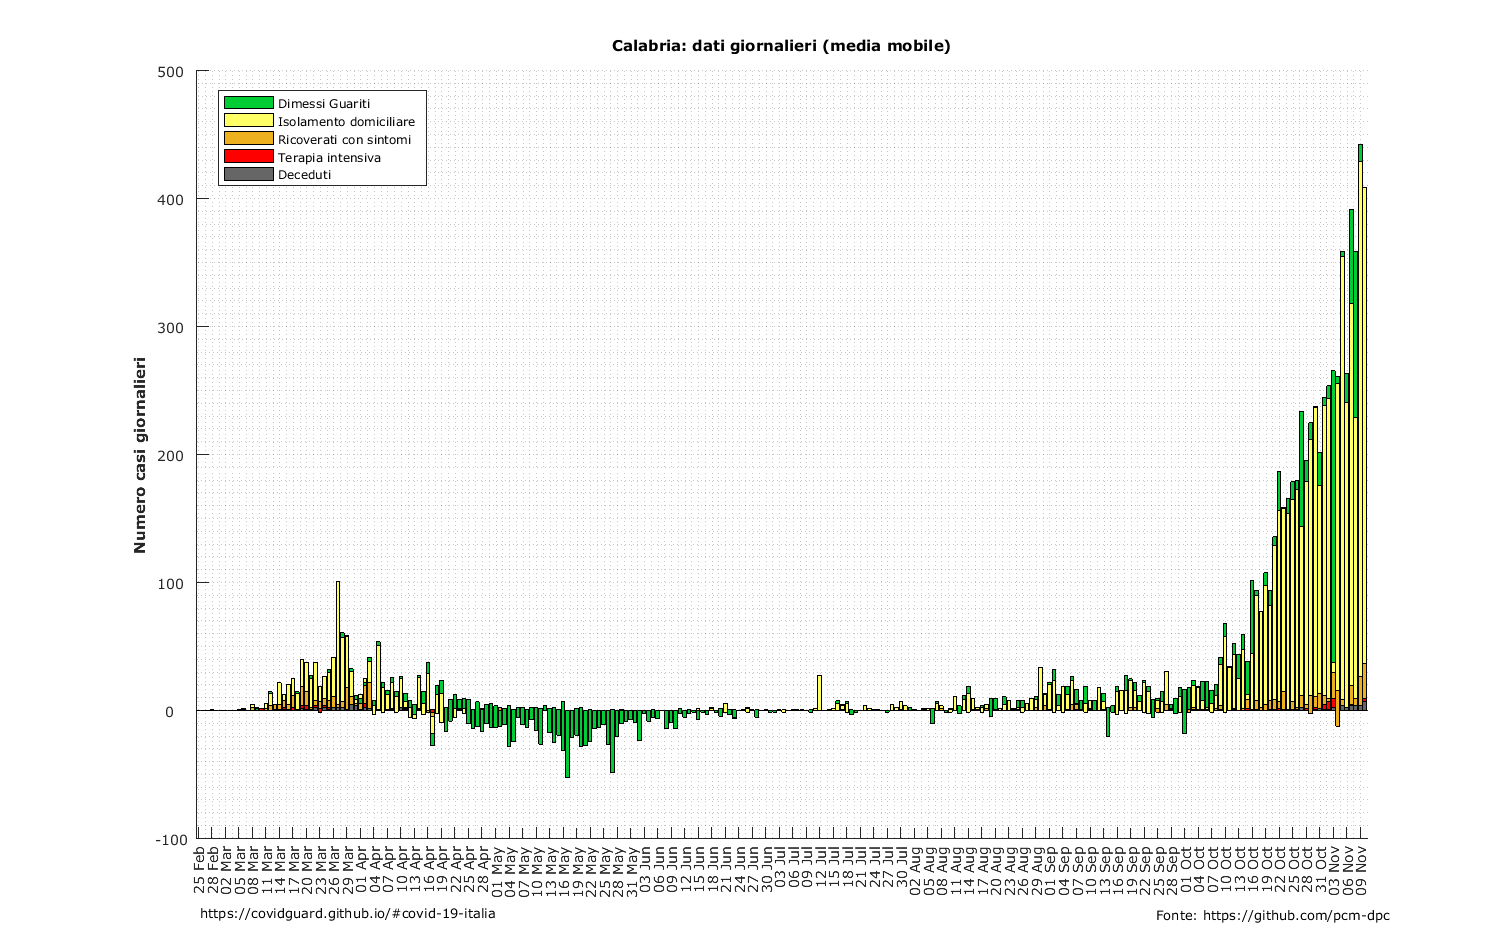 Calabria: dati giornalieri (media mobile)
500
400
300
200
100
0
-100
Numero casi giornalieri
Dimessi Guariti
Isolamento domiciliare
Ricoverati con sintomi
Terapia intensiva
Deceduti
25 Feb
28 Feb
02 Mar
05 Mar
08 Mar
11 Mar
14 Mar
17 Mar
20 Mar
23 Mar
26 Mar
29 Mar
01 Apr
04 Apr
07 Apr
10 Apr
13 Apr
16 Apr
19 Apr
22 Apr
25 Apr
28 Apr
01 May
04 May
07 May
10 May
13 May
16 May
19 May
22 May
25 May
28 May
31 May
03 Jun
06 Jun
09 Jun
12 Jun
15 Jun
18 Jun
21 Jun
24 Jun
27 Jun
30 Jun
03 Jul
06 Jul
09 Jul
12 Jul
15 Jul
18 Jul
21 Jul
24 Jul
27 Jul
30 Jul
02 Aug
05 Aug
08 Aug
11 Aug
14 Aug
17 Aug
20 Aug
23 Aug
26 Aug
29 Aug
01 Sep
04 Sep
07 Sep
10 Sep
13 Sep
16 Sep
19 Sep
22 Sep
25 Sep
28 Sep
01 Oct
04 Oct
07 Oct
10 Oct
13 Oct
16 Oct
19 Oct
22 Oct
25 Oct
28 Oct
31 Oct
03 Nov
06 Nov
09 Nov
https://covidguard.github.io/#covid-19-italia
Fonte: https://github.com/pcm-dpc